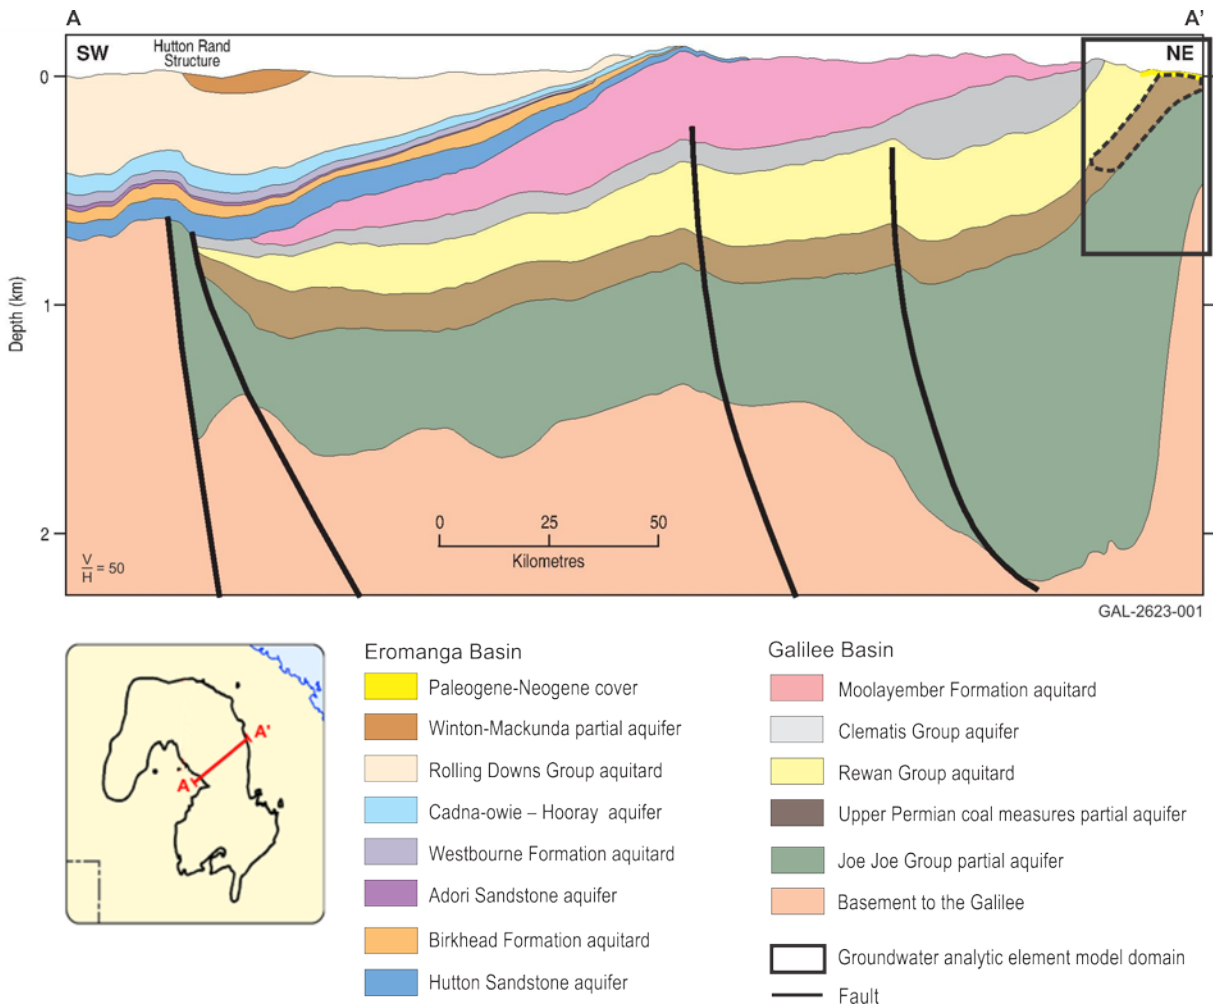 A
A'
SW
Hutton Rand
Structure
NE
0
1
2
Depth (km)
0 25 50
Kilometres
V
H = 50
GAL-2623-001
A
A'
Eromanga Basin
Paleogene-Neogene cover
Winton-Mackunda partial aquifer
Rolling Downs Group aquitard
Cadna-owie – Hooray aquifer
Westbourne Formation aquitard
Adori Sandstone aquifer
Birkhead Formation aquitard
Hutton Sandstone aquifer
Galilee Basin
Moolayember Formation aquitard
Clematis Group aquifer
Rewan Group aquitard
Upper Permian coal measures partial aquifer
Joe Joe Group partial aquifer
Basement to the Galilee
Groundwater analytic element model domain
Fault